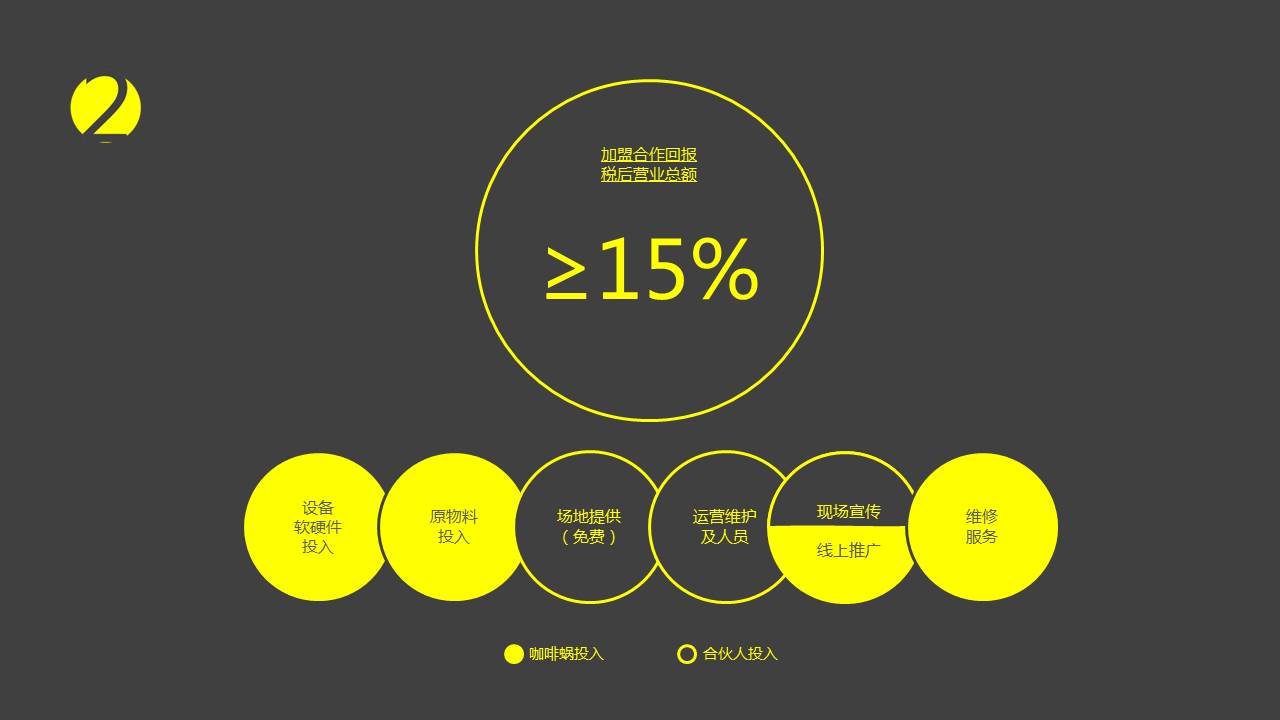 2
加盟合作回报
税后营业总额
≥15%
设备
软硬件
投入
原物料
投入
场地提供
（免费）
运营维护
及人员
现场宣传
线上推广
维修
服务
咖啡蜗投入
合伙人投入